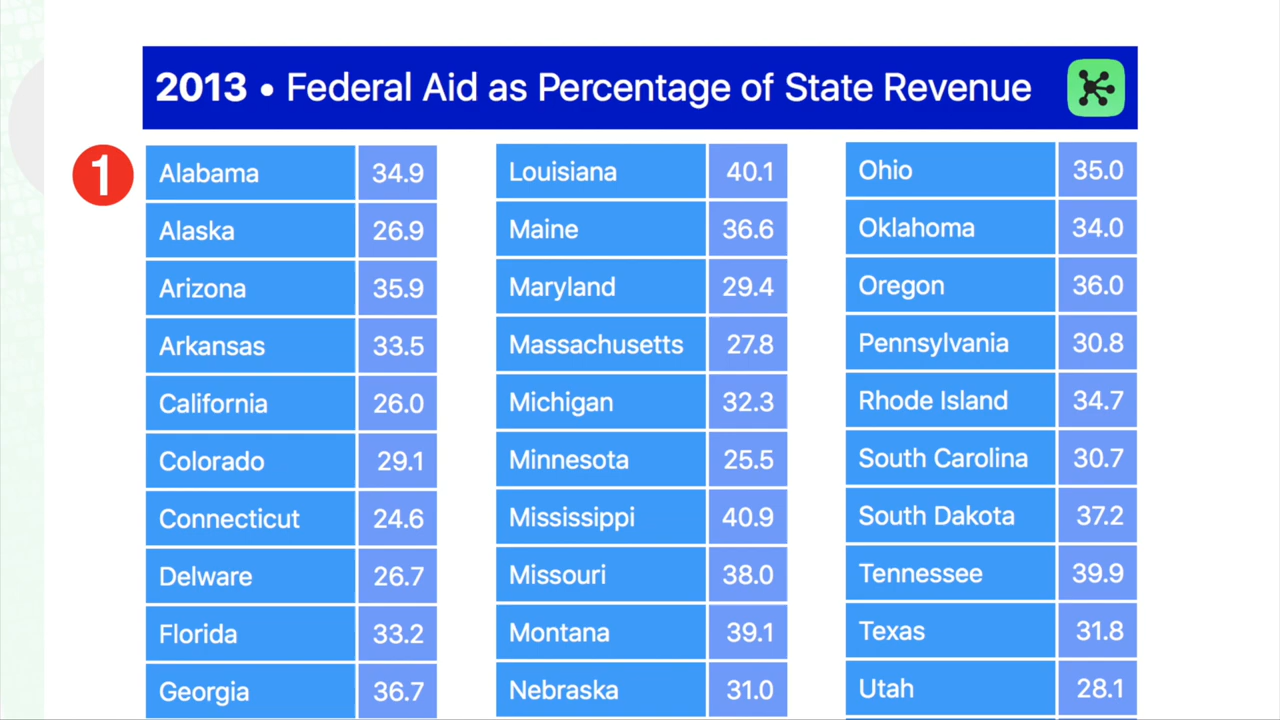 2013 • Federal Aid as Percentage of State Revenue
1
Alabama 34.9
Alaska 26.9
Arizona 35.9
Arkansas 33.5
California 26.0
Colorado 29.1
Connecticut 24.6
Delware 26.7
Florida 33.2
Georgia 36.7
Louisiana 40.1
Maine 36.6
Maryland 29.4
Massachusetts 27.8
Michigan 32.3
Minnesota 25.5
Mississippi 40.9
Missouri 38.0
Montana 39.1
Nebraska 31.0
Ohio 35.0
Oklahoma 34.0
Oregon 36.0
Pennsylvania 30.8
Rhode Island 34.7
South Carolina 30.7
South Dakota 37.2
Tennessee 39.9
Texas 31.8
Utah 28.1